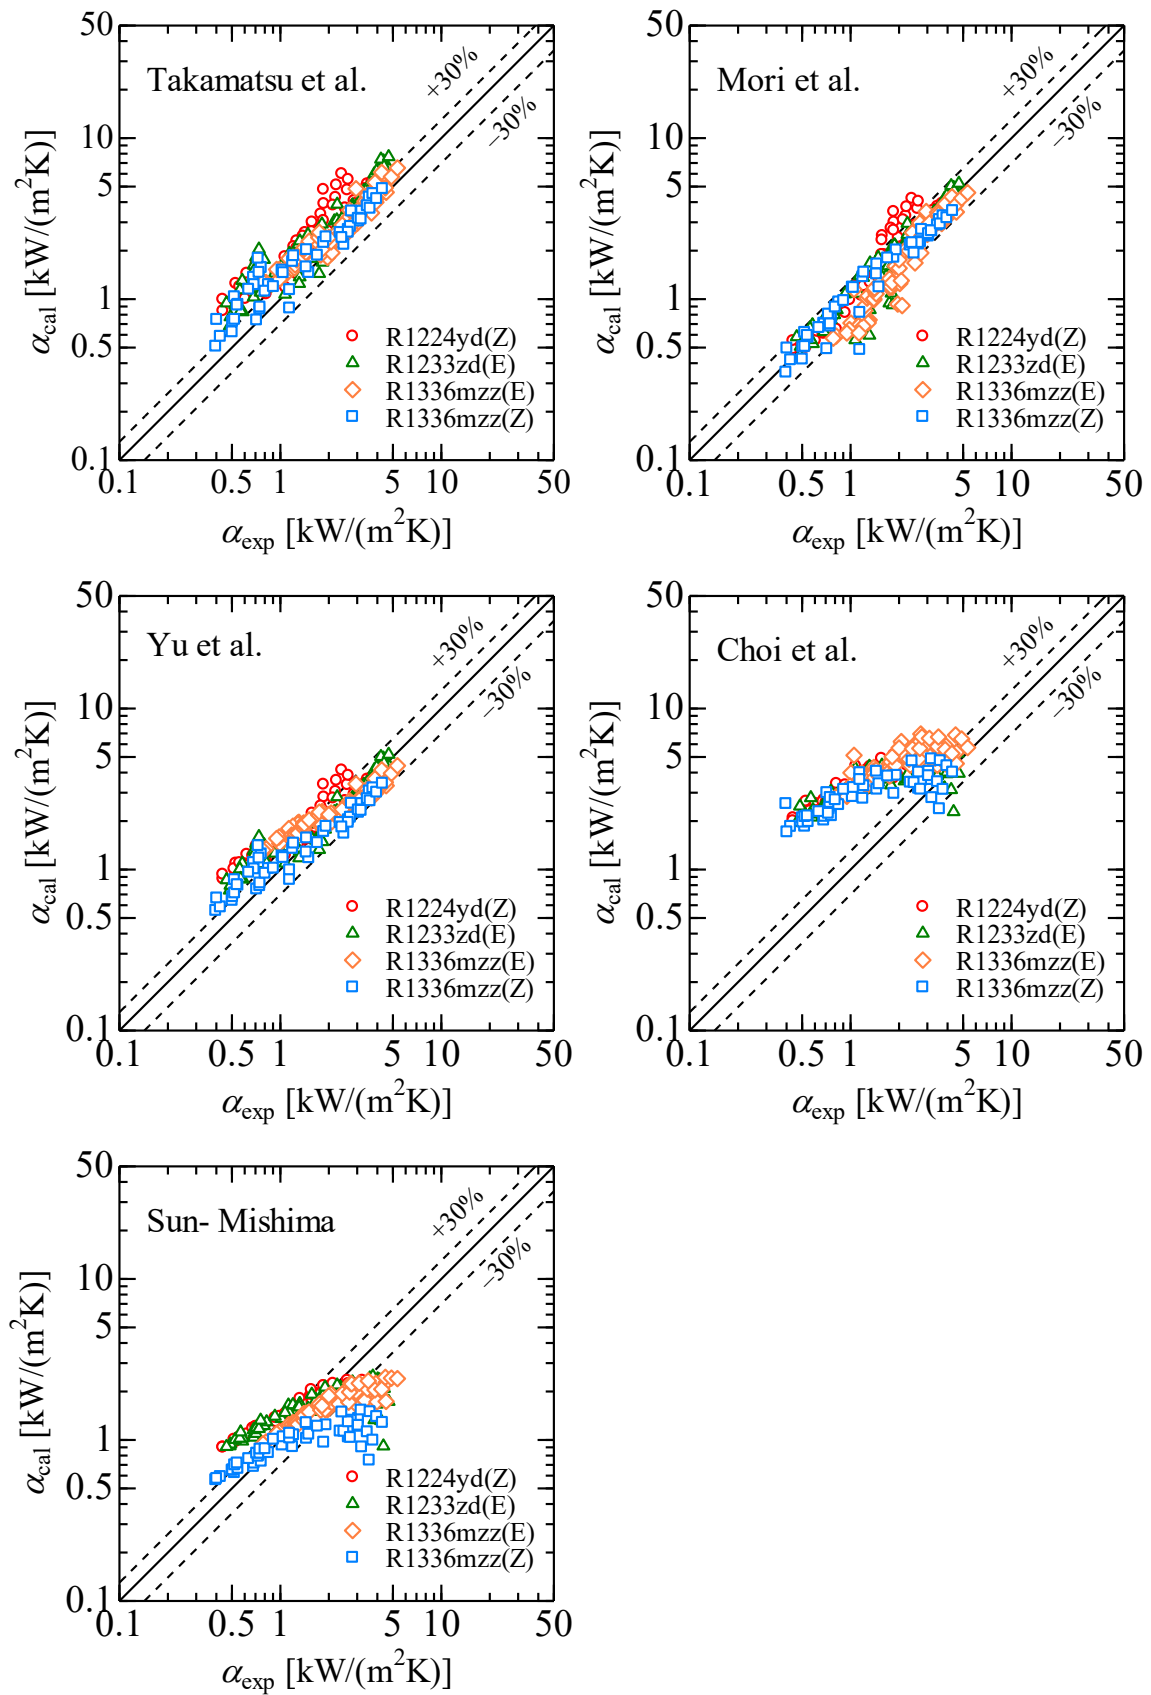 50
Takamatsu et al.
+30%
−30%
10
5
1
0.5
0.1
α_cal [kW/(m²K)]
R1224yd(Z)
R1233zd(E)
R1336mzz(E)
R1336mzz(Z)
0.1 0.5 1 5 10 50
α_exp [kW/(m²K)]
50
Mori et al.
+30%
−30%
10
5
1
0.5
0.1
α_cal [kW/(m²K)]
R1224yd(Z)
R1233zd(E)
R1336mzz(E)
R1336mzz(Z)
0.1 0.5 1 5 10 50
α_exp [kW/(m²K)]
50
Yu et al.
+30%
−30%
10
5
1
0.5
0.1
α_cal [kW/(m²K)]
R1224yd(Z)
R1233zd(E)
R1336mzz(E)
R1336mzz(Z)
0.1 0.5 1 5 10 50
α_exp [kW/(m²K)]
50
Choi et al.
+30%
−30%
10
5
1
0.5
0.1
α_cal [kW/(m²K)]
R1224yd(Z)
R1233zd(E)
R1336mzz(E)
R1336mzz(Z)
0.1 0.5 1 5 10 50
α_exp [kW/(m²K)]
50
Sun- Mishima
+30%
−30%
10
5
1
0.5
0.1
α_cal [kW/(m²K)]
R1224yd(Z)
R1233zd(E)
R1336mzz(E)
R1336mzz(Z)
0.1 0.5 1 5 10 50
α_exp [kW/(m²K)]